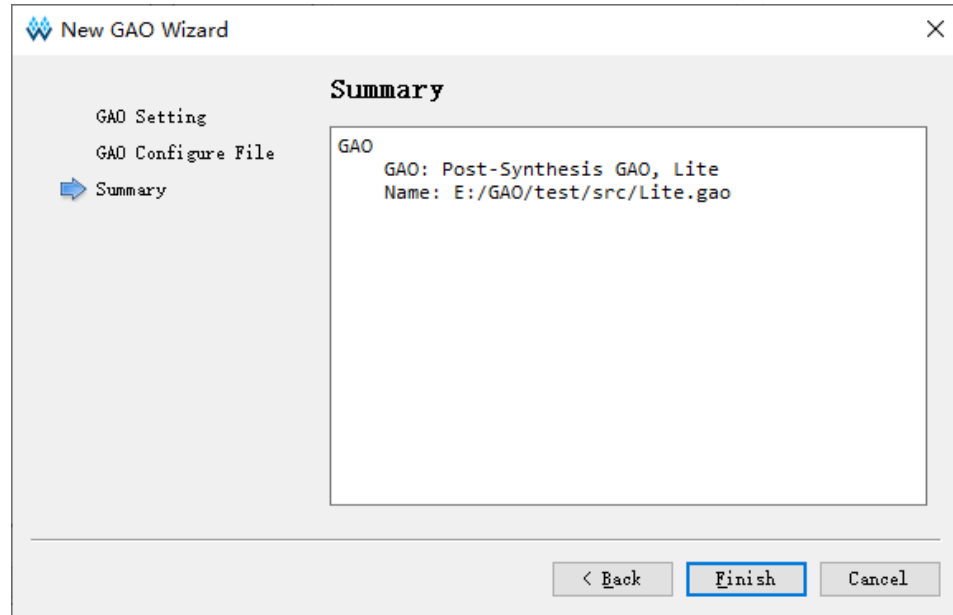 New GAO Wizard
GAO Setting
GAO Configure File
Summary
Summary
GAO
GAO: Post-Synthesis GAO, Lite
Name: E:/GAO/test/src/Lite.gao
< Back
Finish
Cancel